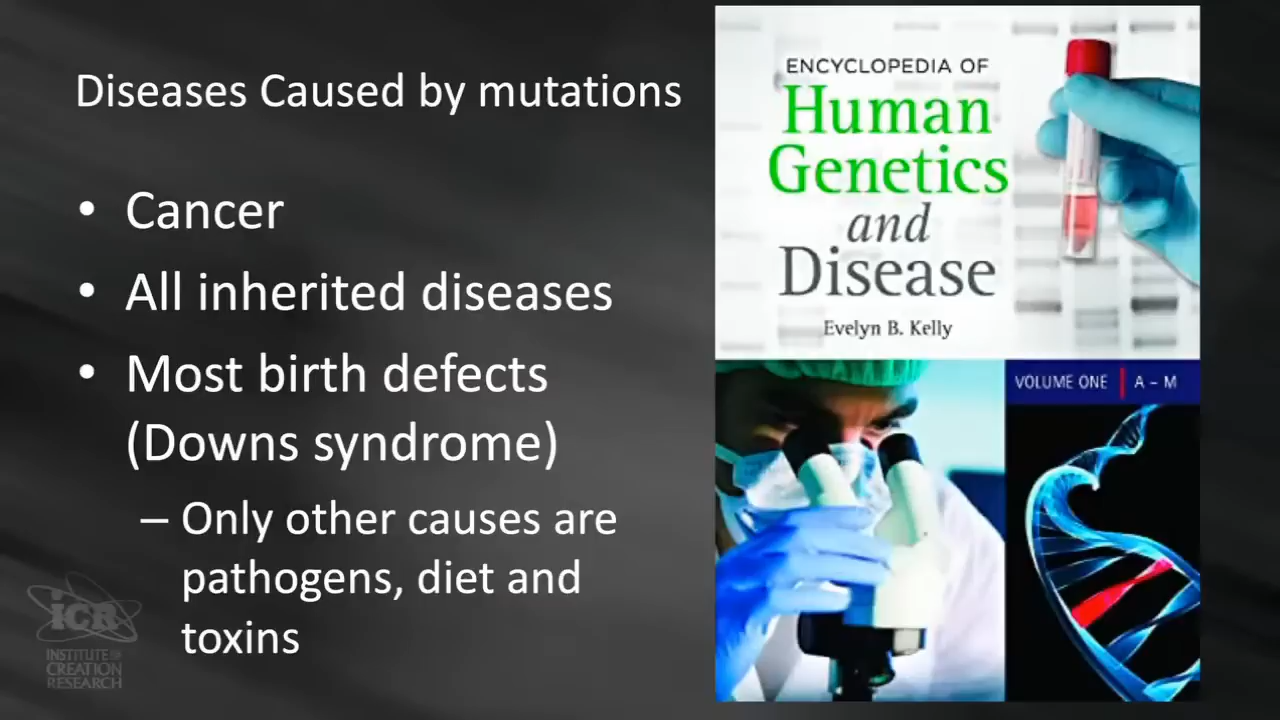 Diseases Caused by mutations
• Cancer
• All inherited diseases
• Most birth defects
(Downs syndrome)
– Only other causes are
pathogens, diet and
toxins
ICR
INSTITUTE for
CREATION
RESEARCH
ENCYCLOPEDIA OF
Human
Genetics
and
Disease
Evelyn B. Kelly
VOLUME ONE | A – M